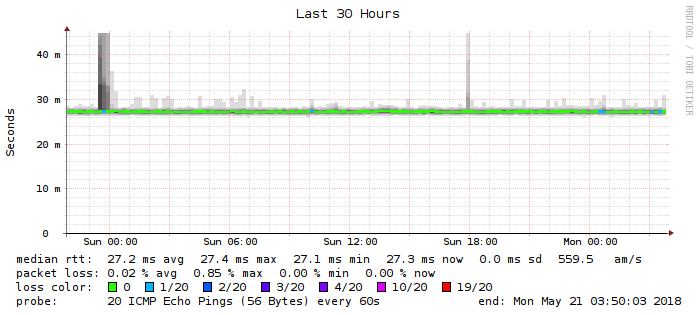 Last 30 Hours
RRDTOOL / TOBI OETIKER
Seconds
40 m
30 m
20 m
10 m
0
Sun 00:00 Sun 06:00 Sun 12:00 Sun 18:00 Mon 00:00
median rtt: 27.2 ms avg 27.4 ms max 27.1 ms min 27.3 ms now 0.0 ms sd 559.5 am/s
packet loss: 0.02 % avg 0.85 % max 0.00 % min 0.00 % now
loss color: 0 1/20 2/20 3/20 4/20 10/20 19/20
probe: 20 ICMP Echo Pings (56 Bytes) every 60s end: Mon May 21 03:50:03 2018